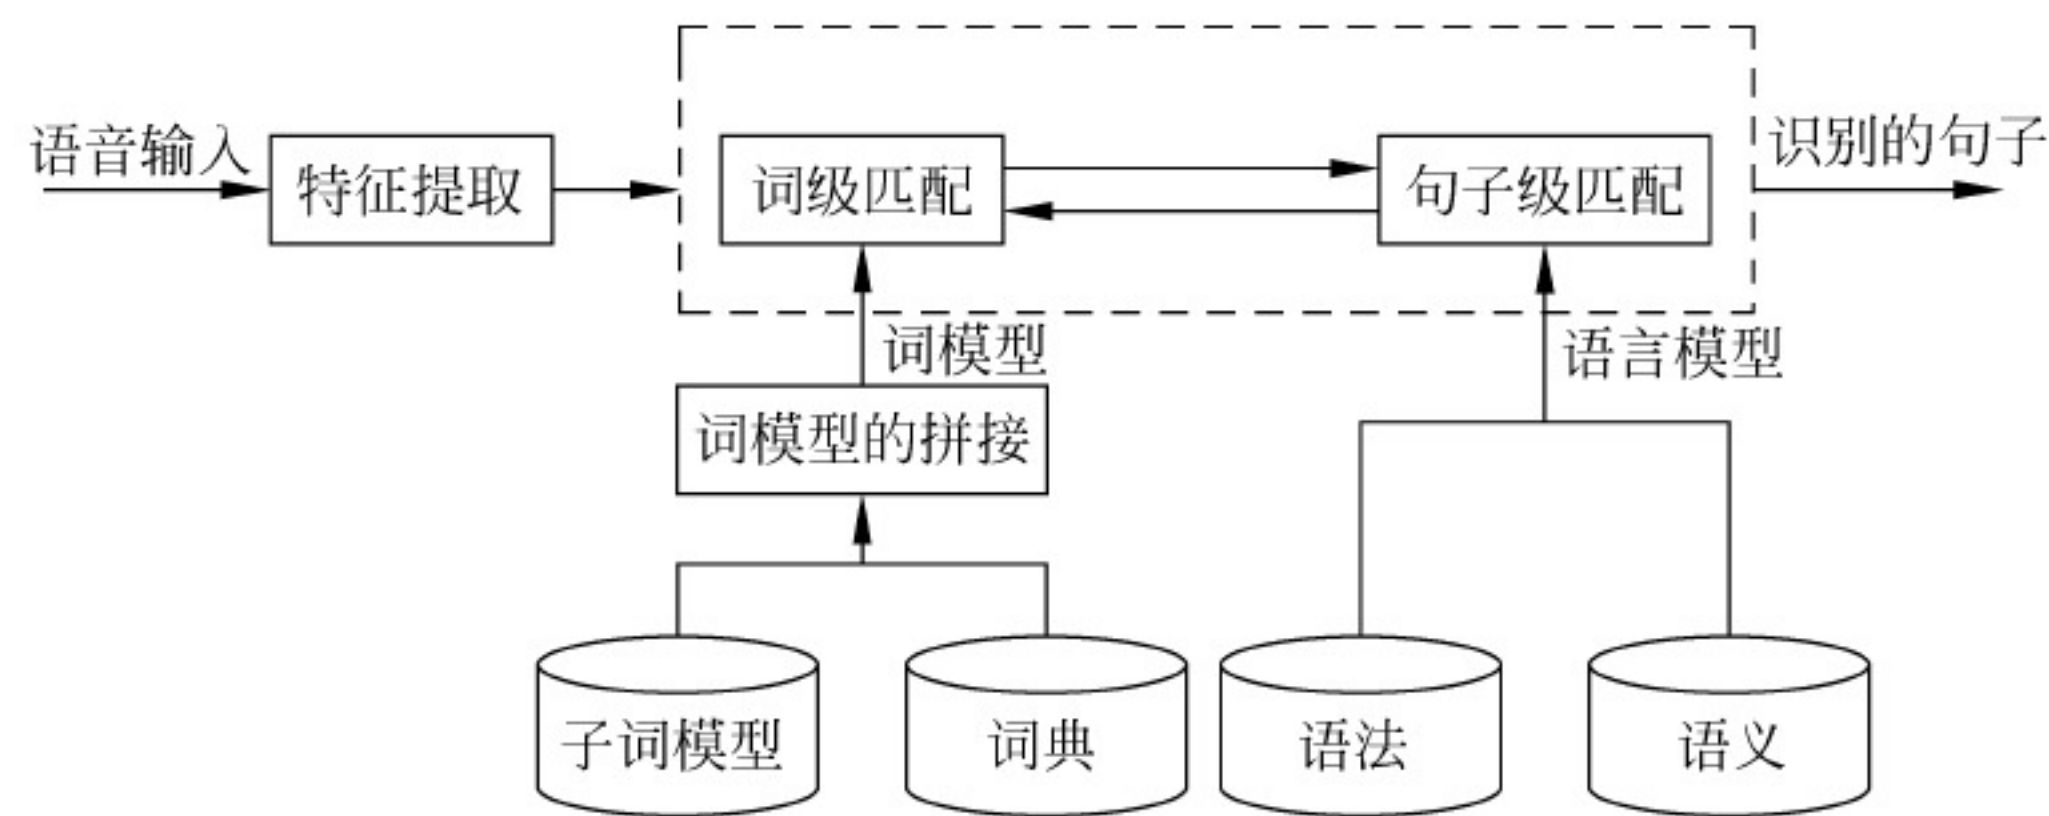 语音输入
特征提取
词级匹配
句子级匹配
识别的句子
词模型
语言模型
词模型的拼接
子词模型
词典
语法
语义